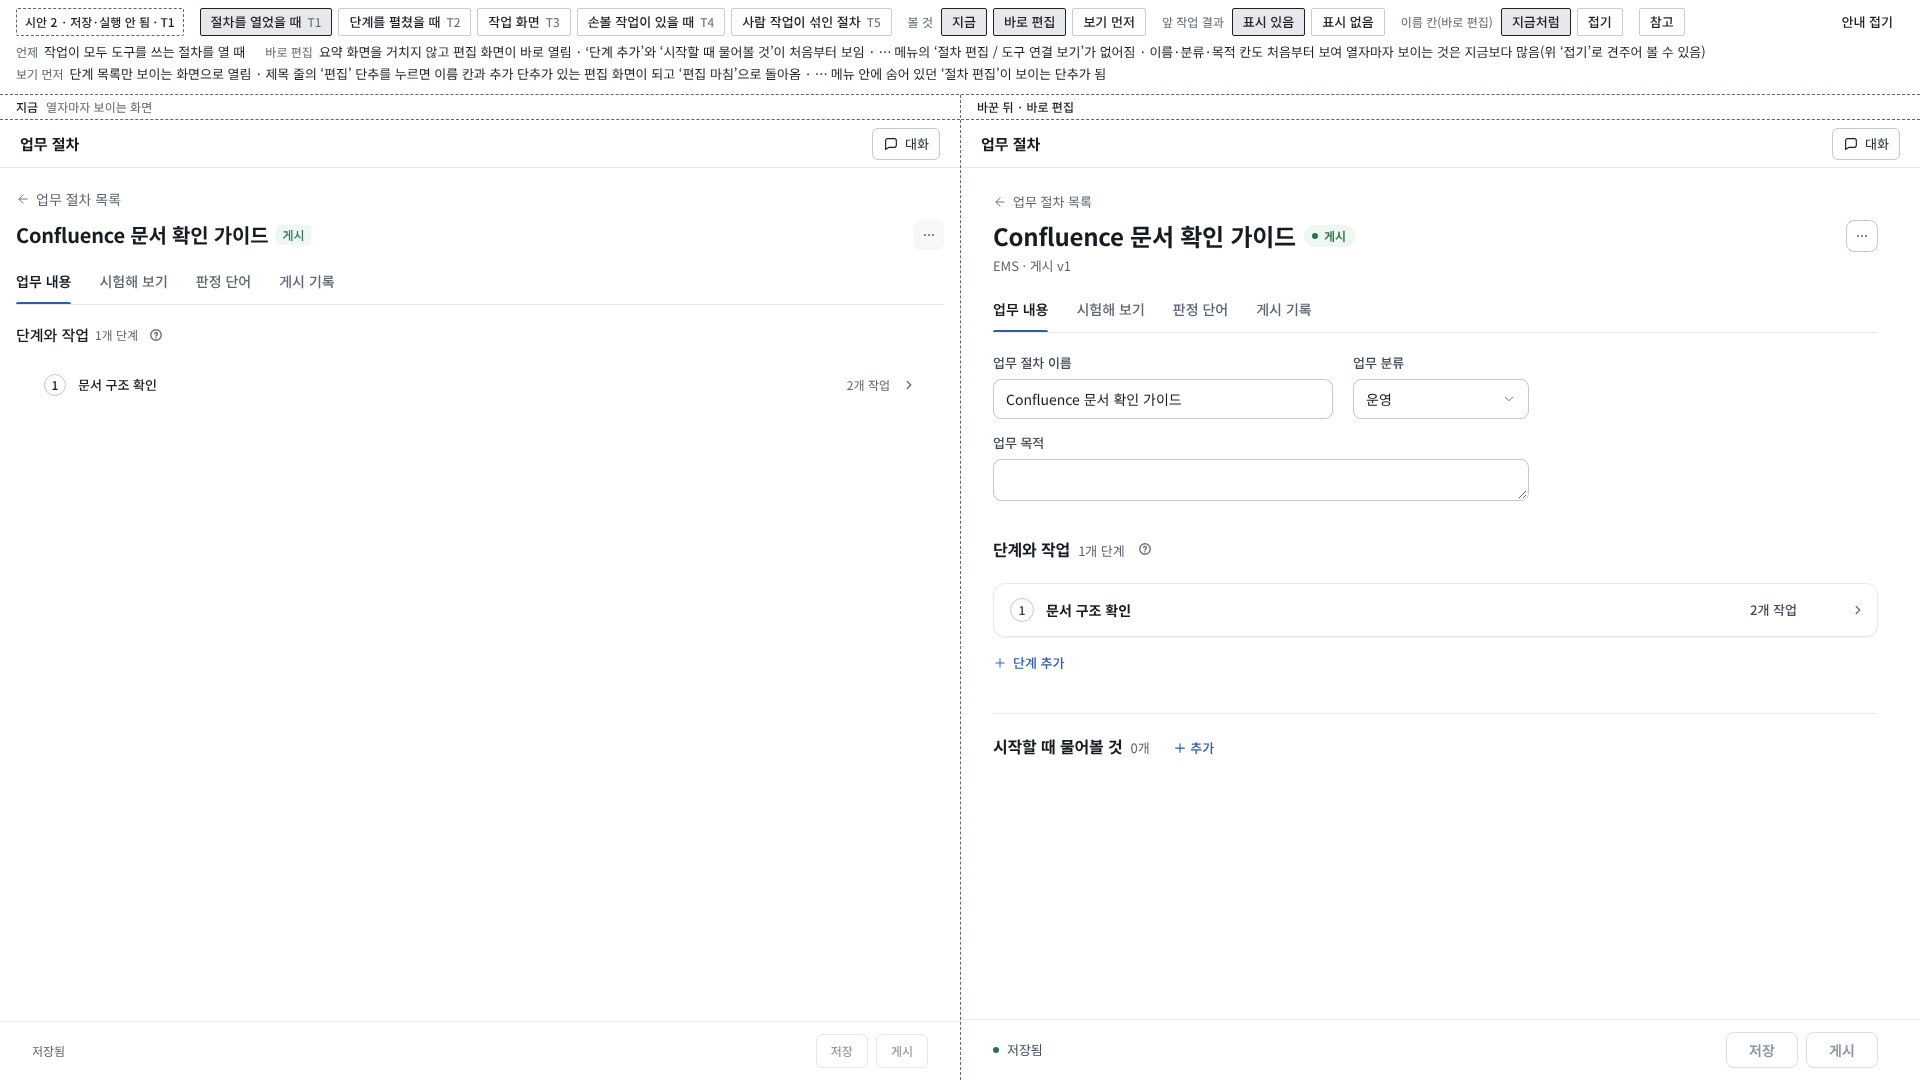 시안 2 · 저장·실행 안 됨 · T1 절차를 열었을 때 T1 단계를 펼쳤을 때 T2 작업 화면 T3 손볼 작업이 있을 때 T4 사람 작업이 섞인 절차 T5 볼 것 지금 바로 편집 보기 먼저 앞 작업 결과 표시 있음 표시 없음 이름 칸(바로 편집) 지금처럼 접기 참고 안내 접기
언제 작업이 모두 도구를 쓰는 절차를 열 때 바로 편집 요약 화면을 거치지 않고 편집 화면이 바로 열림 · ‘단계 추가’와 ‘시작할 때 물어볼 것’이 처음부터 보임 · ⋯ 메뉴의 ‘절차 편집 / 도구 연결 보기’가 없어짐 · 이름·분류·목적 칸도 처음부터 보여 열자마자 보이는 것은 지금보다 많음(위 ‘접기’로 견주어 볼 수 있음)
보기 먼저 단계 목록만 보이는 화면으로 열림 · 제목 줄의 ‘편집’ 단추를 누르면 이름 칸과 추가 단추가 있는 편집 화면이 되고 ‘편집 마침’으로 돌아옴 · ⋯ 메뉴 안에 숨어 있던 ‘절차 편집’이 보이는 단추가 됨
지금 열자마자 보이는 화면
업무 절차
대화
← 업무 절차 목록
Confluence 문서 확인 가이드 게시
⋯
업무 내용 시험해 보기 판정 단어 게시 기록
단계와 작업 1개 단계
1 문서 구조 확인 2개 작업
저장됨 저장 게시
바꾼 뒤 · 바로 편집
업무 절차
대화
← 업무 절차 목록
Confluence 문서 확인 가이드 게시
⋯
EMS · 게시 v1
업무 내용 시험해 보기 판정 단어 게시 기록
업무 절차 이름 업무 분류
Confluence 문서 확인 가이드 운영
업무 목적
단계와 작업 1개 단계
1 문서 구조 확인 2개 작업
+ 단계 추가
시작할 때 물어볼 것 0개 + 추가
저장됨 저장 게시